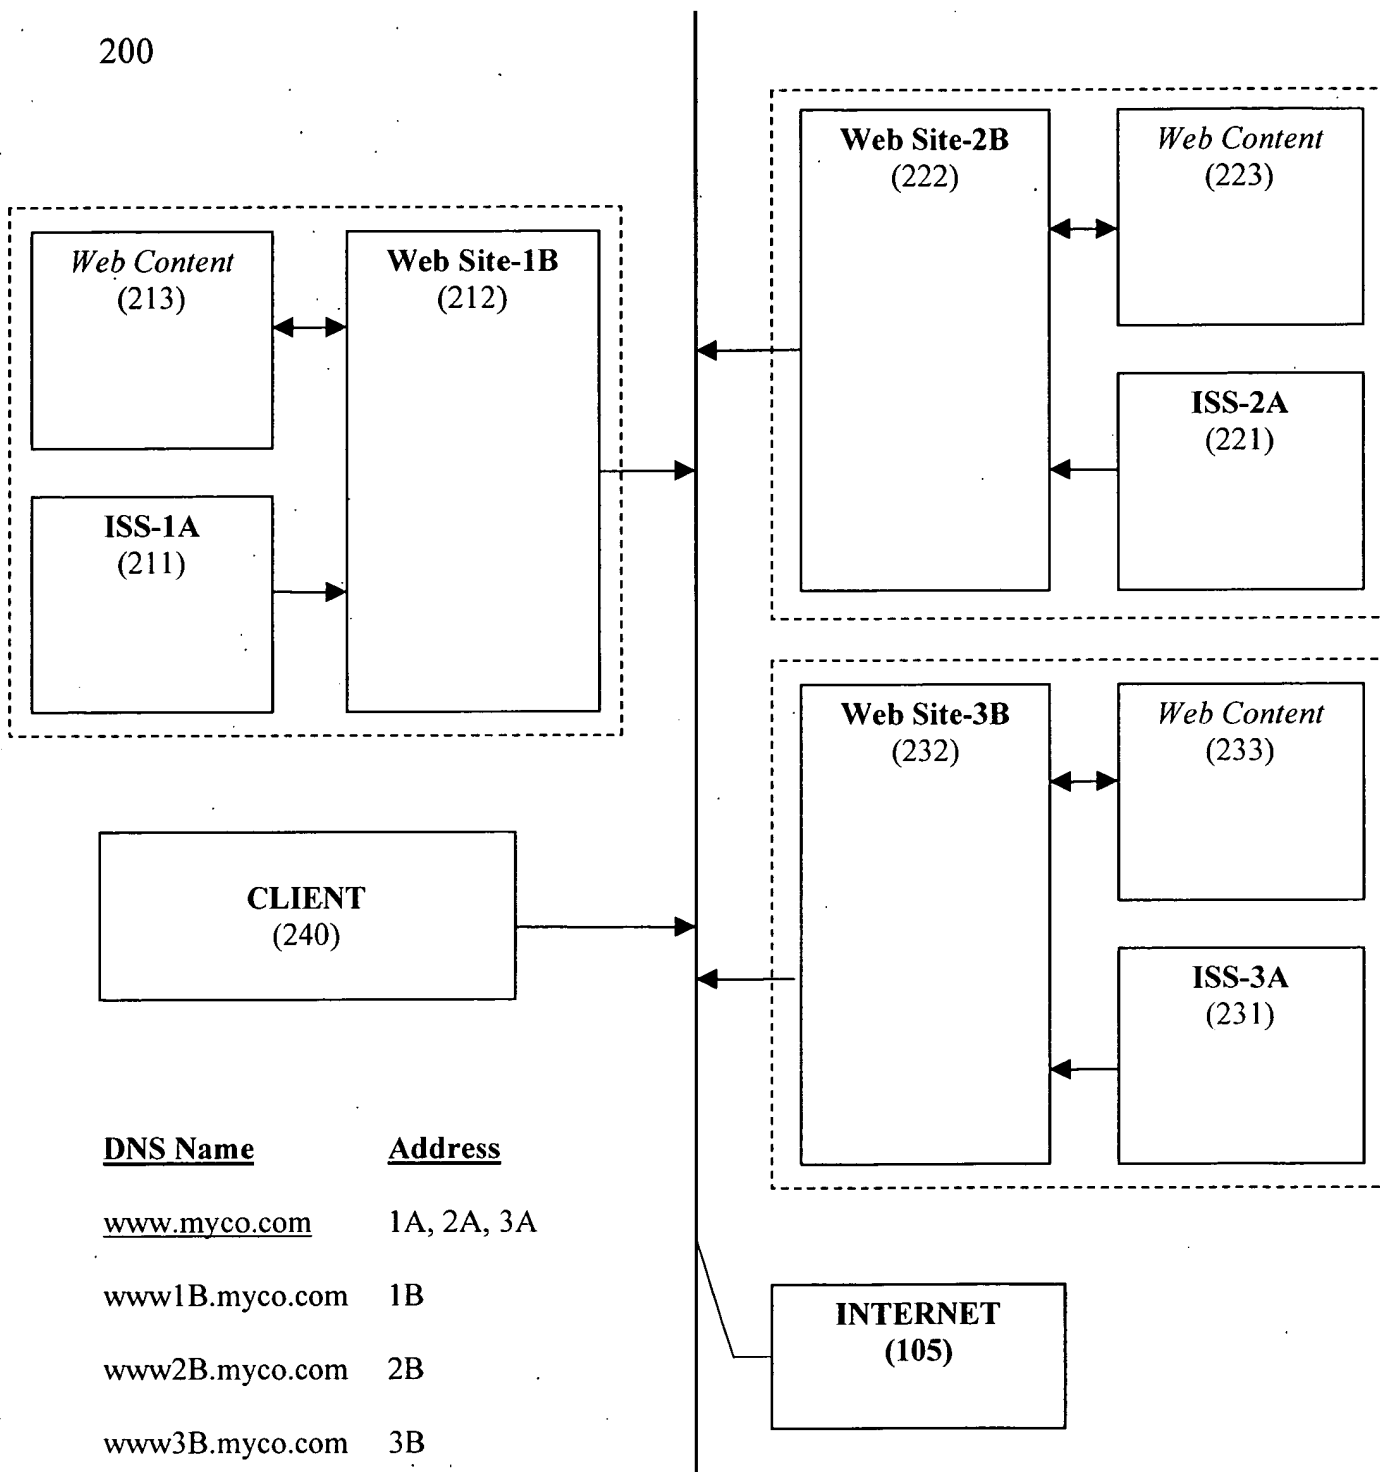 200
Web Content
(213)
Web Site-1B
(212)
ISS-1A
(211)
Web Site-2B
(222)
Web Content
(223)
ISS-2A
(221)
Web Site-3B
(232)
Web Content
(233)
ISS-3A
(231)
CLIENT
(240)
DNS Name Address
www.myco.com 1A, 2A, 3A
www1B.myco.com 1B
www2B.myco.com 2B
www3B.myco.com 3B
INTERNET
(105)